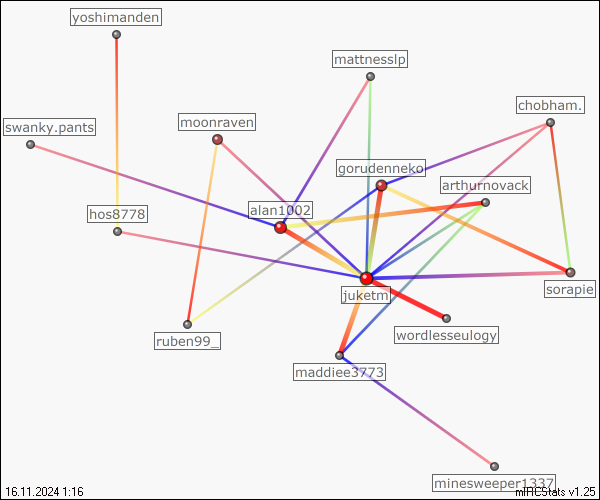 yoshimanden
mattnesslp
chobham.
moonraven
swanky.pants
gorudenneko
arthurnovack
alan1002
hos8778
juketm
sorapie
wordlesseulogy
ruben99_
maddiee3773
minesweeper1337
16.11.2024 1:16
mIRCStats v1.25